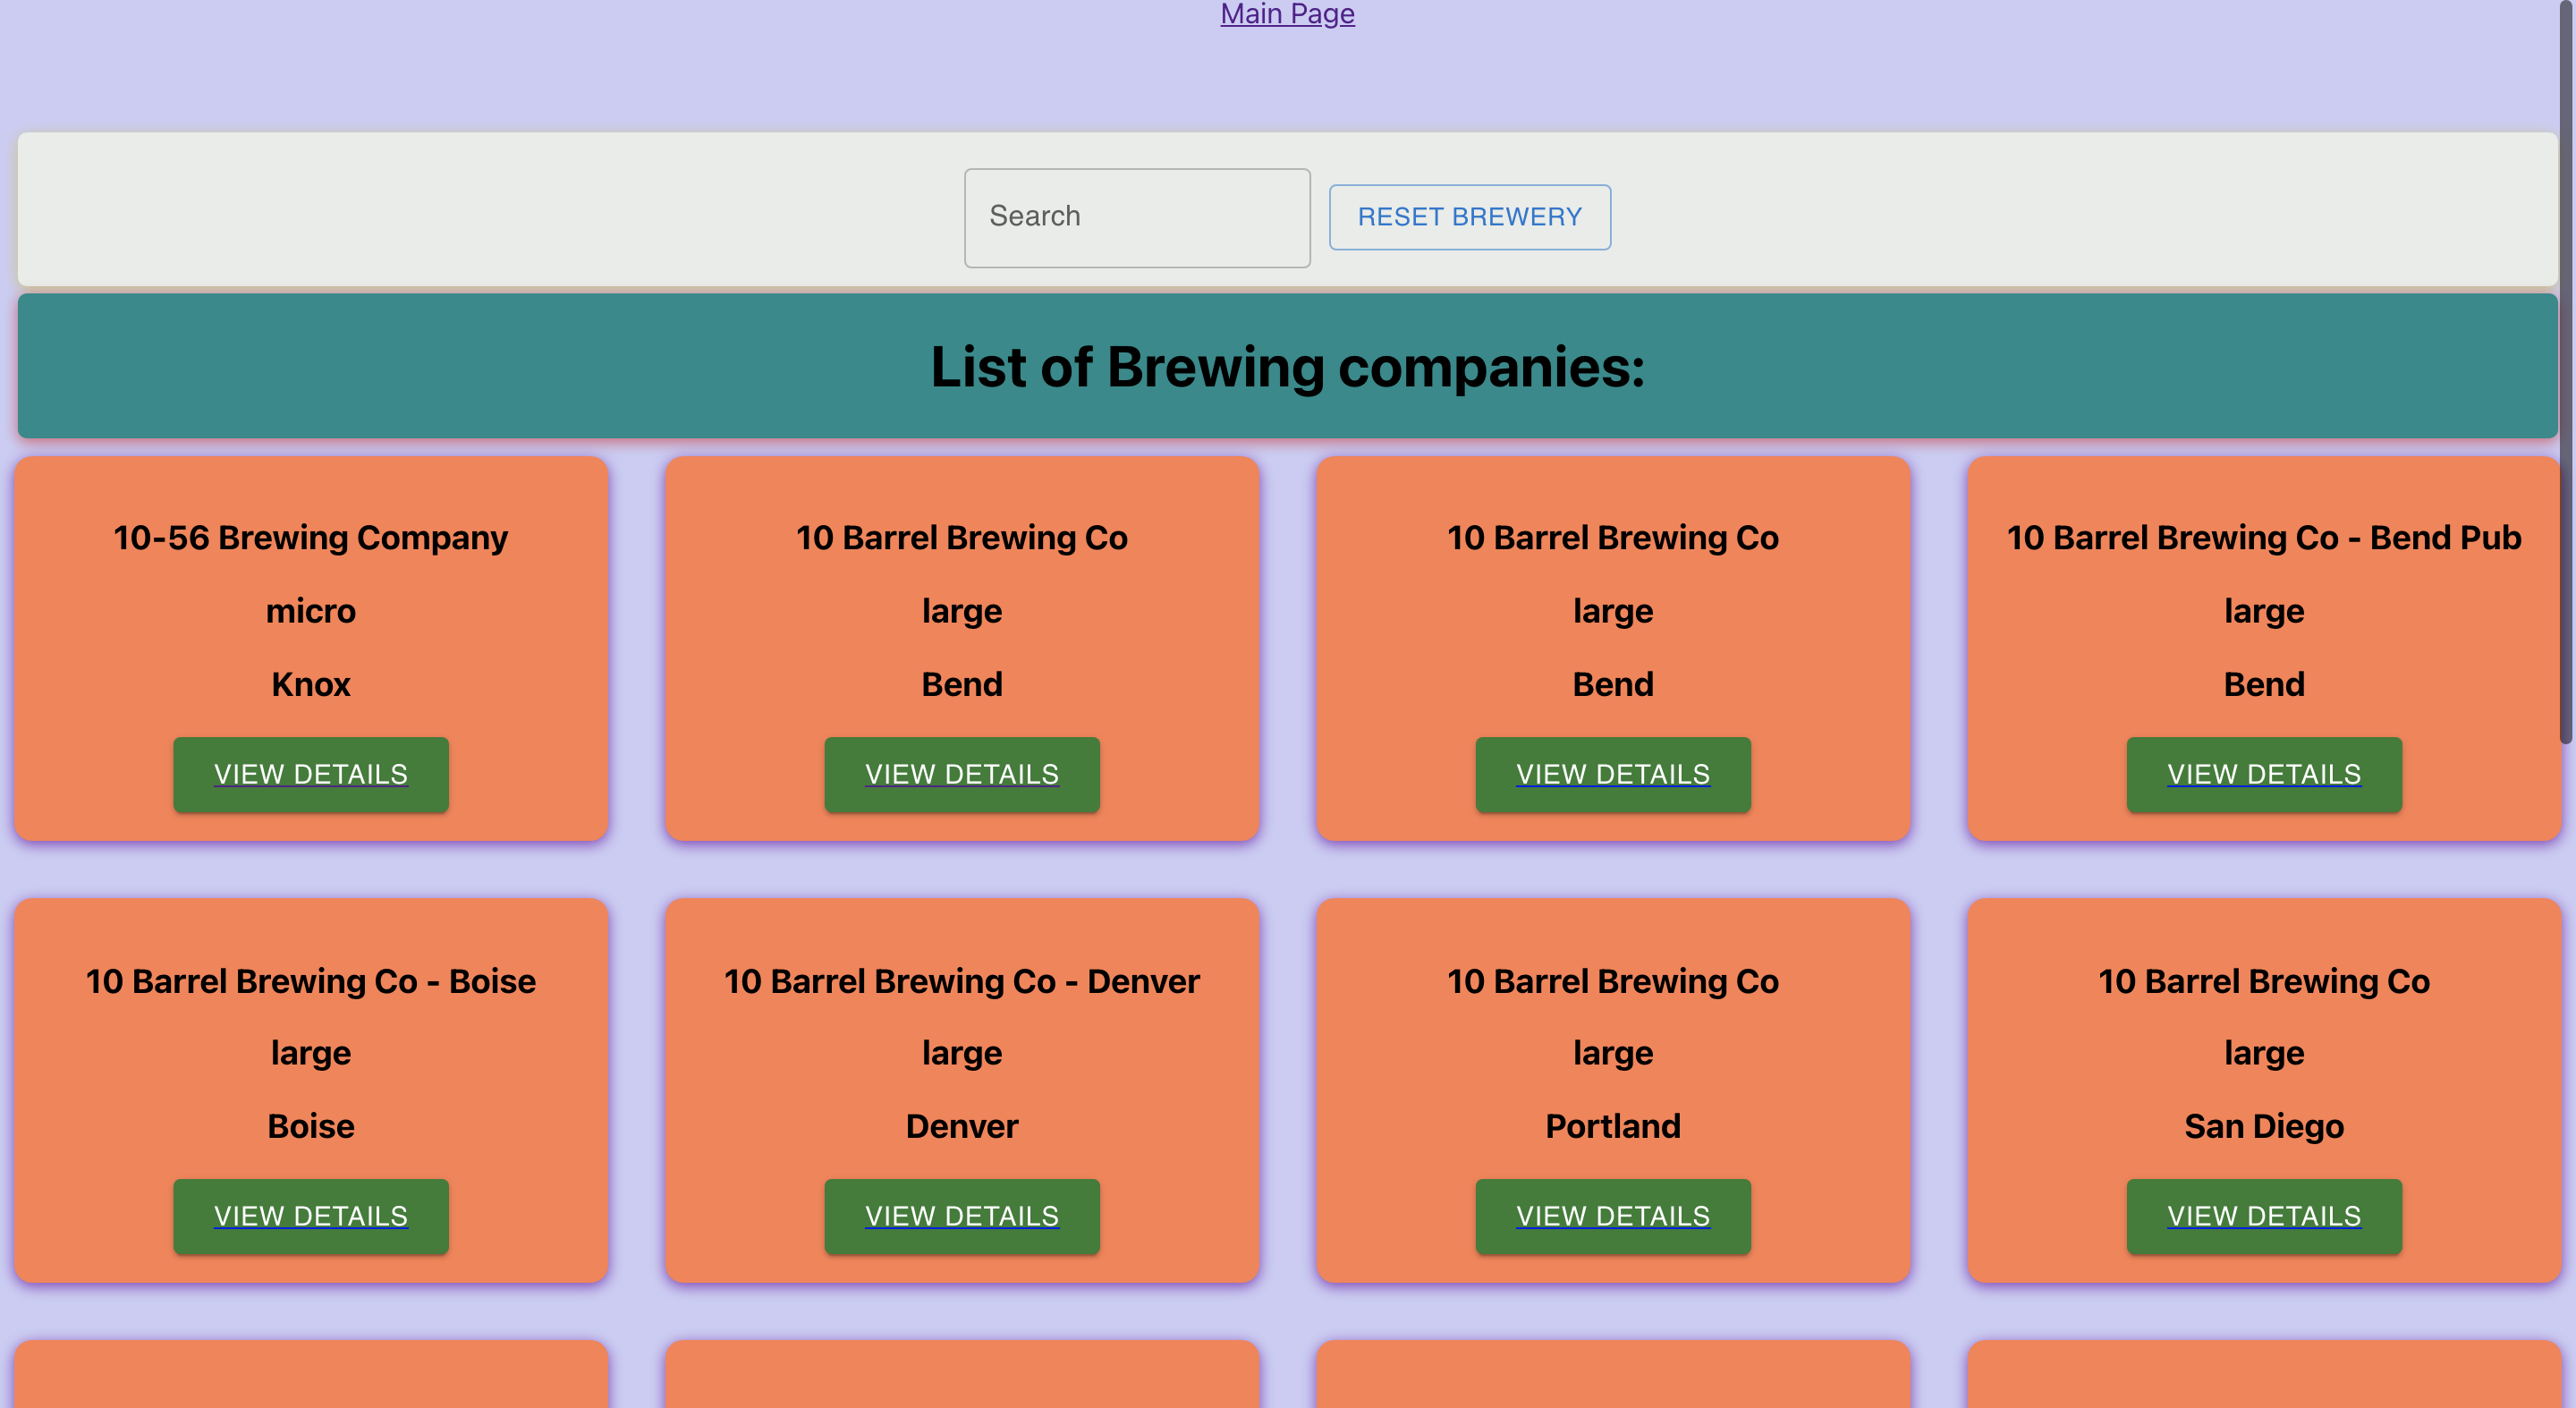 Main Page
Search
RESET BREWERY
List of Brewing companies:
10-56 Brewing Company
micro
Knox
VIEW DETAILS
10 Barrel Brewing Co
large
Bend
VIEW DETAILS
10 Barrel Brewing Co
large
Bend
VIEW DETAILS
10 Barrel Brewing Co - Bend Pub
large
Bend
VIEW DETAILS
10 Barrel Brewing Co - Boise
large
Boise
VIEW DETAILS
10 Barrel Brewing Co - Denver
large
Denver
VIEW DETAILS
10 Barrel Brewing Co
large
Portland
VIEW DETAILS
10 Barrel Brewing Co
large
San Diego
VIEW DETAILS